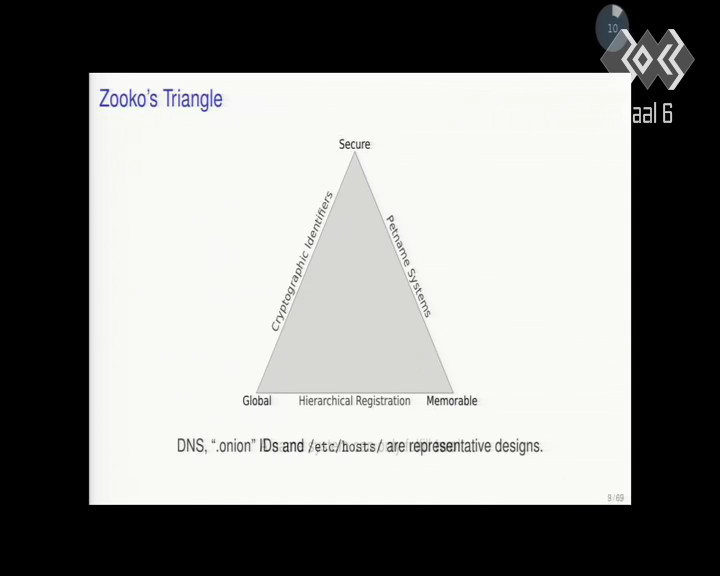 10
aal 6
Zooko's Triangle
Secure
Cryptographic Identifiers
Petname Systems
Global
Hierarchical Registration
Memorable
DNS, “.onion” IDs and /etc/hosts/ are representative designs.
9 / 69